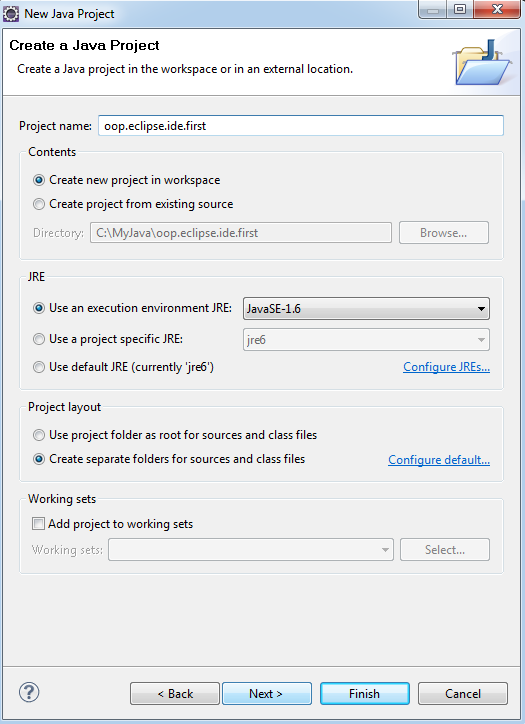 New Java Project
Create a Java Project
Create a Java project in the workspace or in an external location.
Project name: oop.eclipse.ide.first
Contents
Create new project in workspace
Create project from existing source
Directory: C:\MyJava\oop.eclipse.ide.first Browse...
JRE
Use an execution environment JRE: JavaSE-1.6
Use a project specific JRE: jre6
Use default JRE (currently 'jre6') Configure JREs...
Project layout
Use project folder as root for sources and class files
Create separate folders for sources and class files Configure default...
Working sets
Add project to working sets
Working sets: Select...
? < Back Next > Finish Cancel